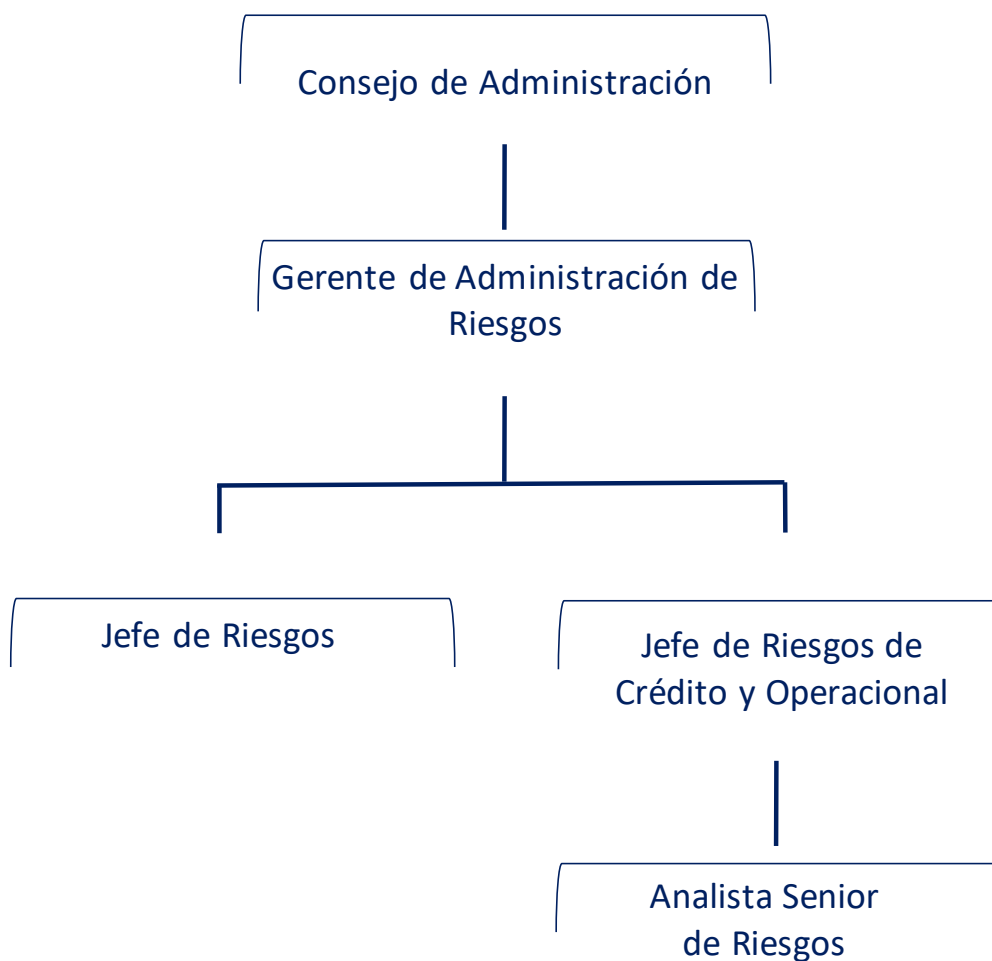 Consejo de Administración
Gerente de Administración de
Riesgos
Jefe de Riesgos
Jefe de Riesgos de
Crédito y Operacional
Analista Senior
de Riesgos